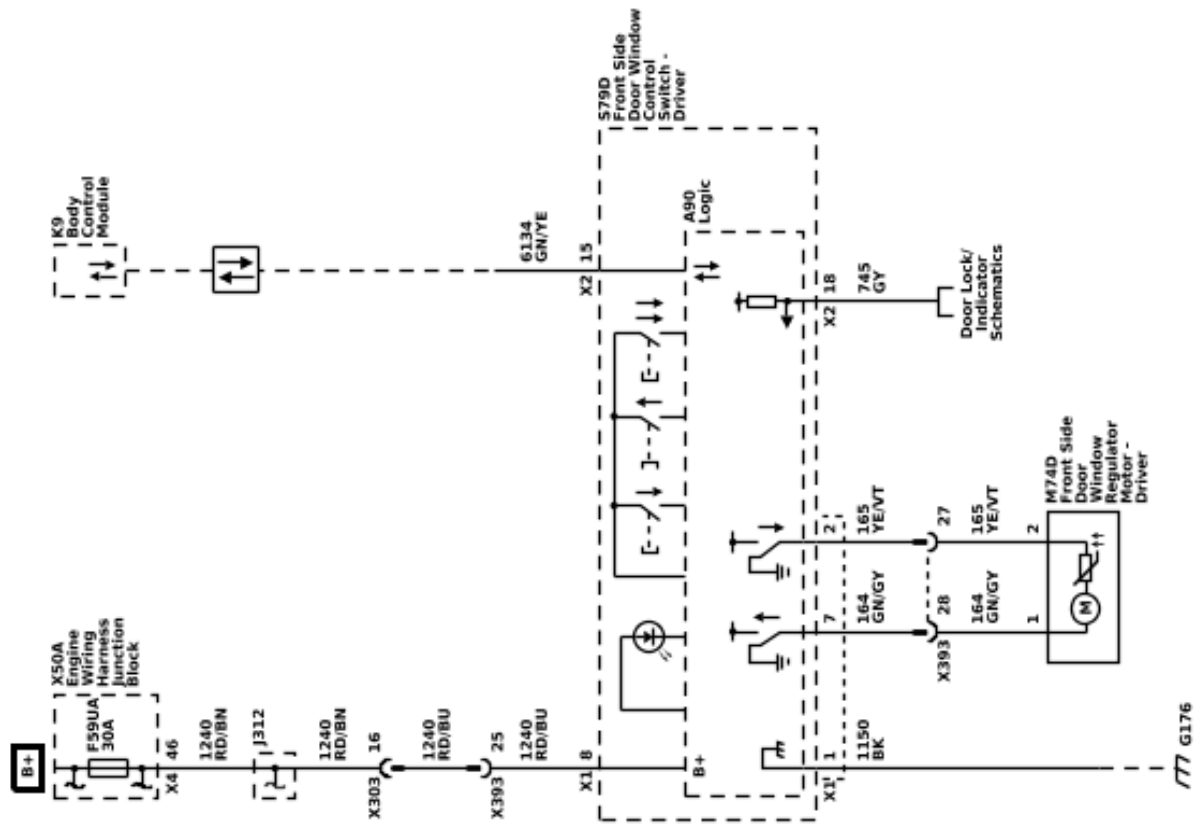 B+
X50A
Engine
Wiring
Harness
Junction
Block
F59UA
30A
X4
46
1240
RD/BN
J312
1240
RD/BN
X303
16
1240
RD/BU
X393
25
1240
RD/BU
X1
8
B+
K9
Body
Control
Module
6134
GN/YE
X2
15
S79D
Front Side
Door Window
Control
Switch -
Driver
A90
Logic
X2
18
745
GY
Door Lock/
Indicator
Schematics
X1
1
1150
BK
G176
7
164
GN/GY
X393
28
164
GN/GY
1
2
165
YE/VT
27
165
YE/VT
2
M
M74D
Front Side
Door
Window
Regulator
Motor -
Driver